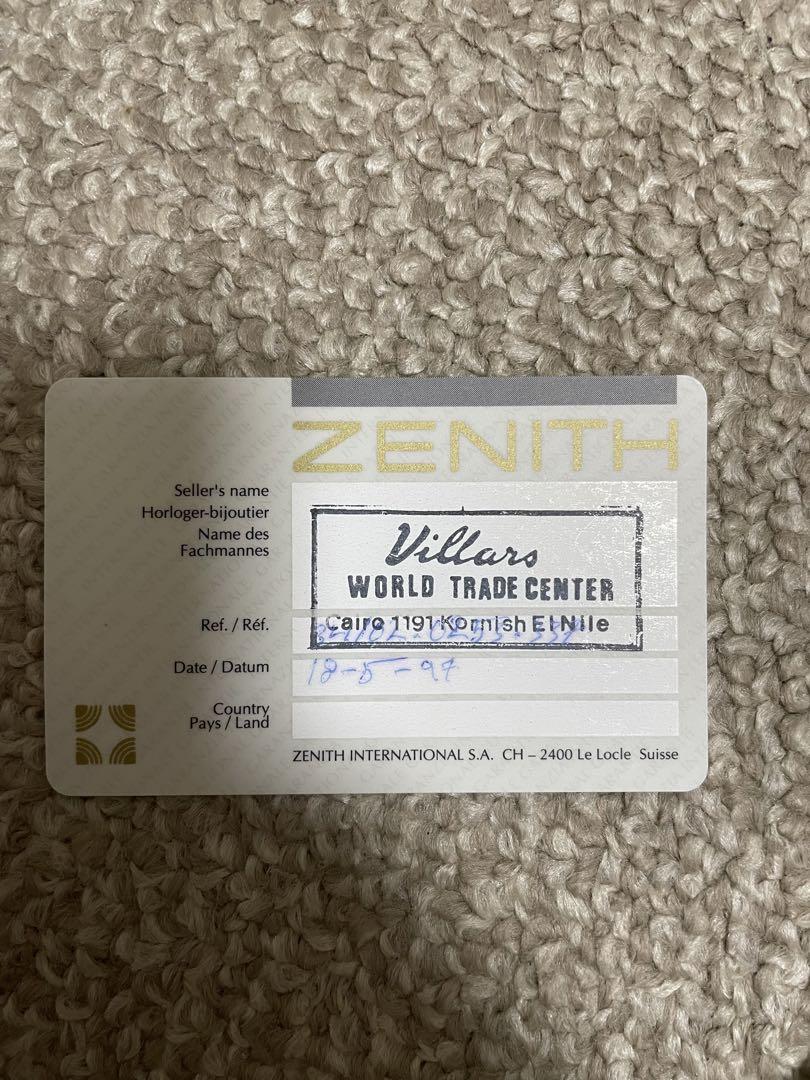 ZENITH
Seller's name
Horloger-bijoutier
Name des
Fachmannes
Villars
WORLD TRADE CENTER
Cairo 1191 Kornish El Nile
Ref. / Réf.
Date / Datum
18-5-97
Country
Pays / Land
ZENITH INTERNATIONAL S.A. CH – 2400 Le Locle Suisse